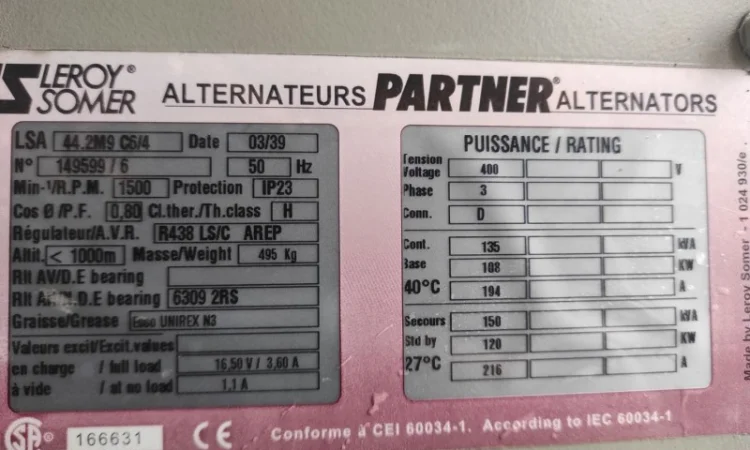 LEROY®
SOMER
ALTERNATEURS PARTNER® ALTERNATORS
LSA 44.2M9 C6/4 Date 03/39
N° 149599 / 6 50 Hz
Min-¹/R.P.M. 1500 Protection IP23
Cos Ø /P.F. 0,80 Cl.ther./Th.class H
Régulateur/A.V.R. R438 LS/C AREP
Altit. < 1000m Masse/Weight 495 Kg
Rlt AV/D.E bearing
Rlt AR/N.D.E bearing 6309 2RS
Graisse/Grease Esso UNIREX N3
Valeurs excit/Excit.values
en charge / full load 16,50 V / 3,60 A
à vide / at no load 1,1 A
166631
CE
PUISSANCE / RATING
Tension
Voltage 400 V
Phase 3
Conn. D
Cont. 135 kVA
Base 108 KW
40°C 194 A
Secours 150 kVA
Std by 120 KW
27°C 216 A
Conforme à CEI 60034-1. According to IEC 60034-1
Made by Leroy Somer - 1 024 930/e .